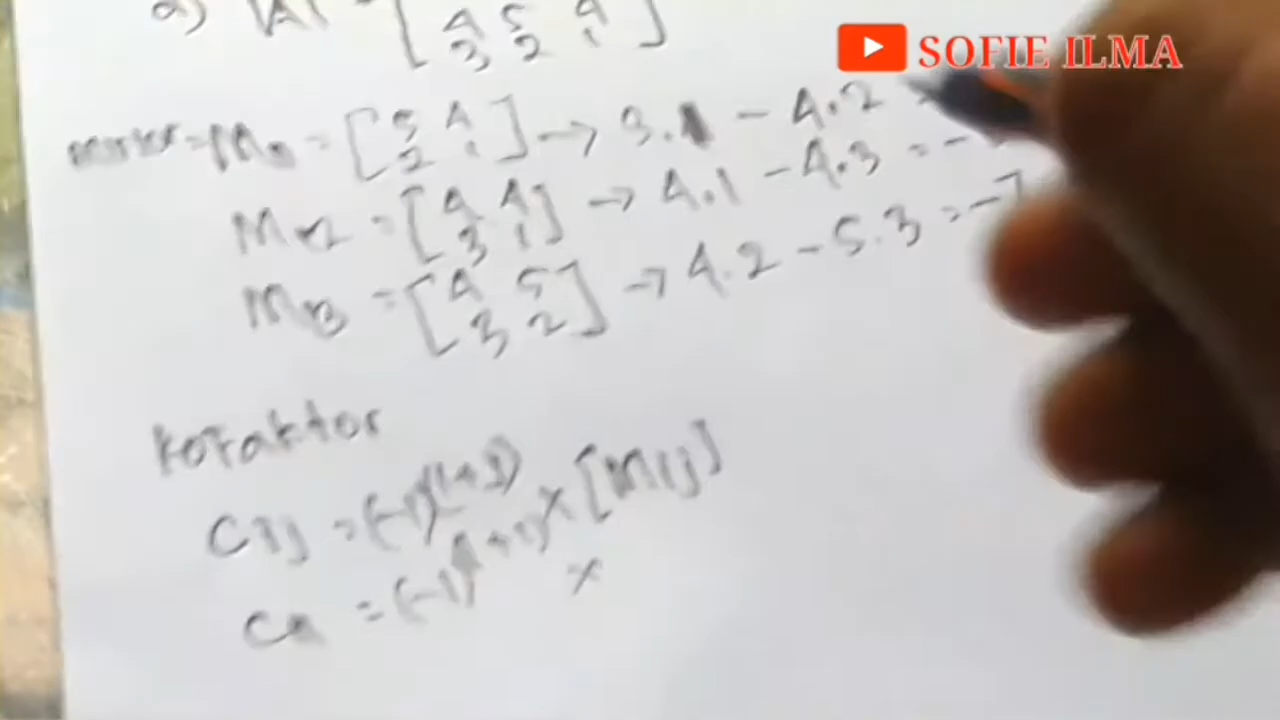 SOFIE ILMA
a) |A| = [
4 5 4
3 2 1 ]
minor = M11 = [ 5 4
2 1 ] → 5.1 - 4.2 =
M12 = [ 4 4
3 1 ] → 4.1 - 4.3 = -
M13 = [ 4 5
3 2 ] → 4.2 - 5.3 = -7
Kofaktor
Cij = (-1)^(i+j) x [Mij]
C11 = (-1)^(1+1) x